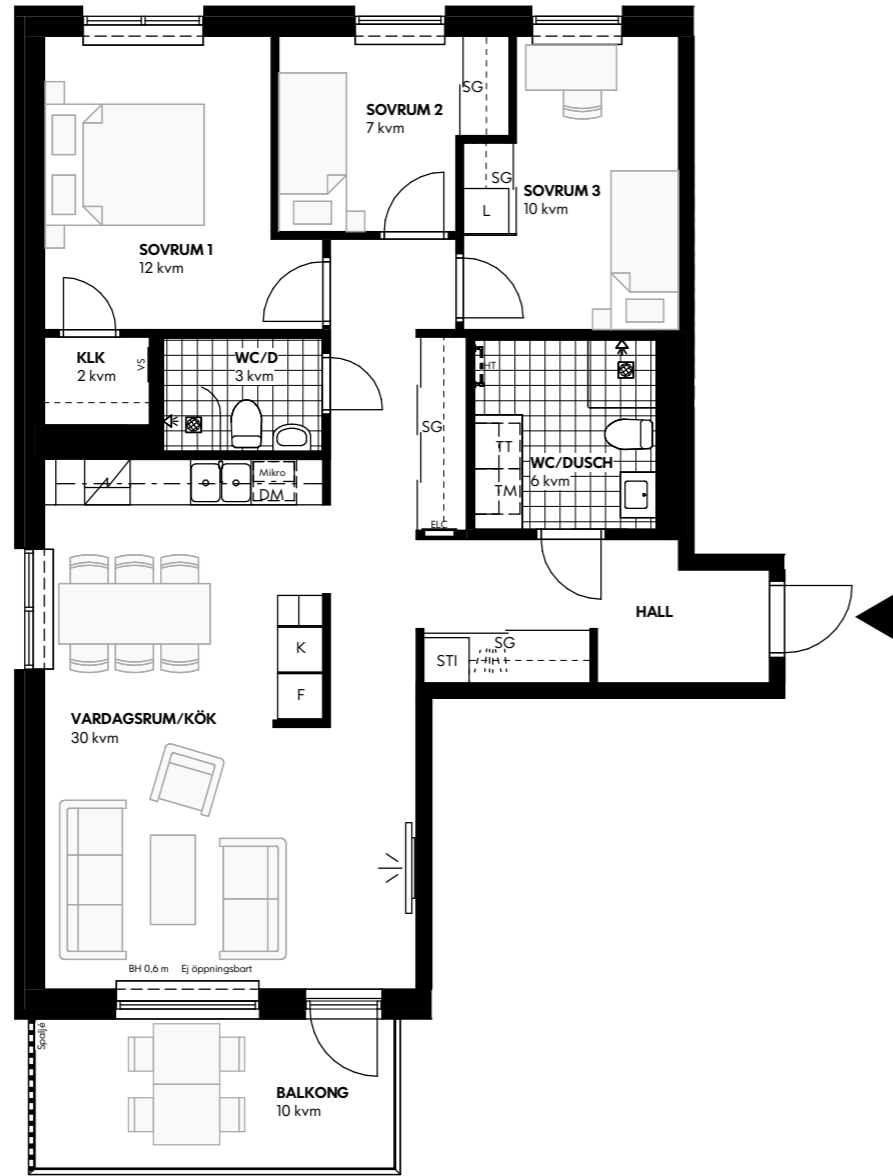 SG
SOVRUM 2
7 kvm
SG
SOVRUM 3
10 kvm
L
SOVRUM 1
12 kvm
KLK
2 kvm
VS
WC/D
3 kvm
HT
SG
TT
WC/DUSCH
6 kvm
TM
Mikro
DM
ELC
HALL
SG
STI
K
F
VARDAGSRUM/KÖK
30 kvm
BH 0,6 m Ej öppningsbart
Spaljé
BALKONG
10 kvm